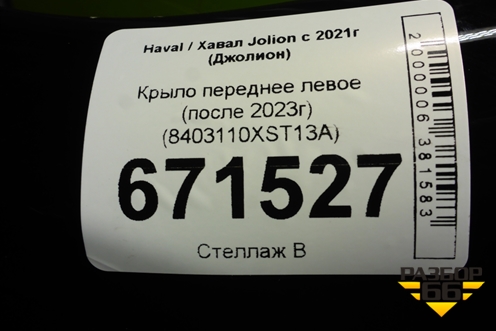 Haval / Хавал Jolion с 2021г
(Джолион)
Крыло переднее левое
(после 2023г)
(8403110XST13A)
671527
Стеллаж В
2000006381583
РАЗБОР
66